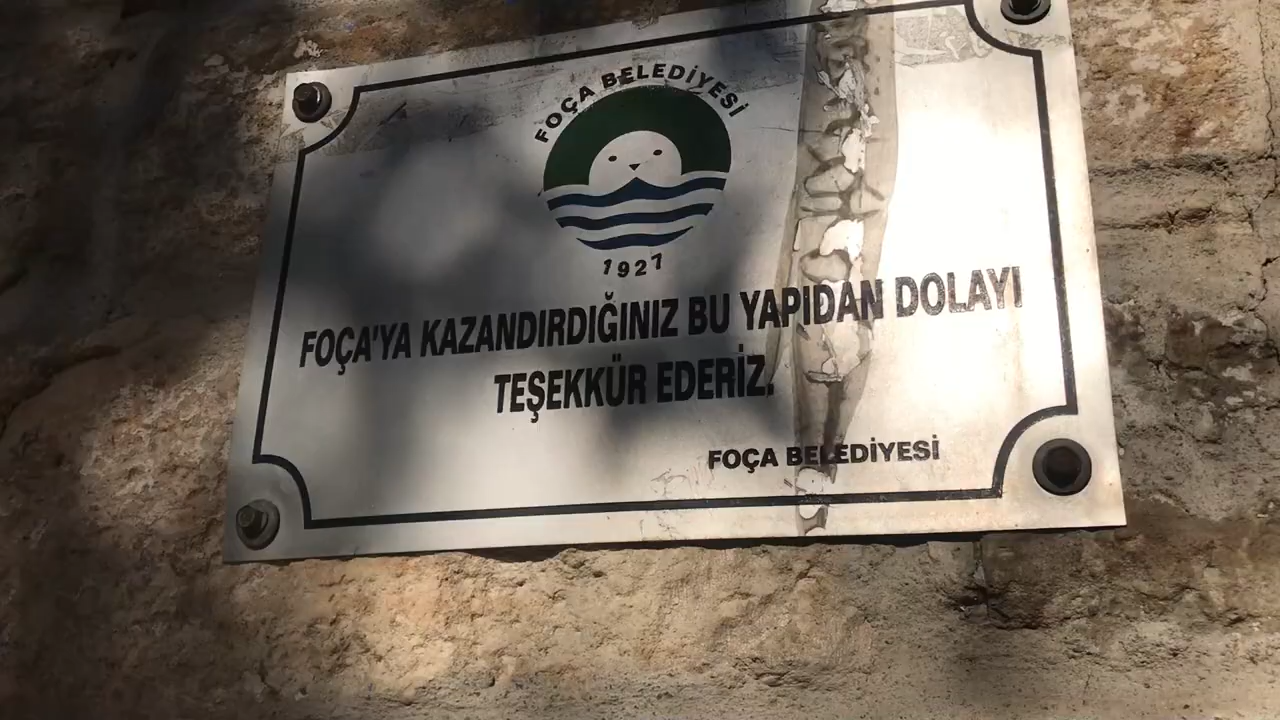 FOÇA BELEDİYESİ
1927
FOÇA'YA KAZANDIRDIĞINIZ BU YAPIDAN DOLAYI
TEŞEKKÜR EDERİZ.
FOÇA BELEDİYESİ